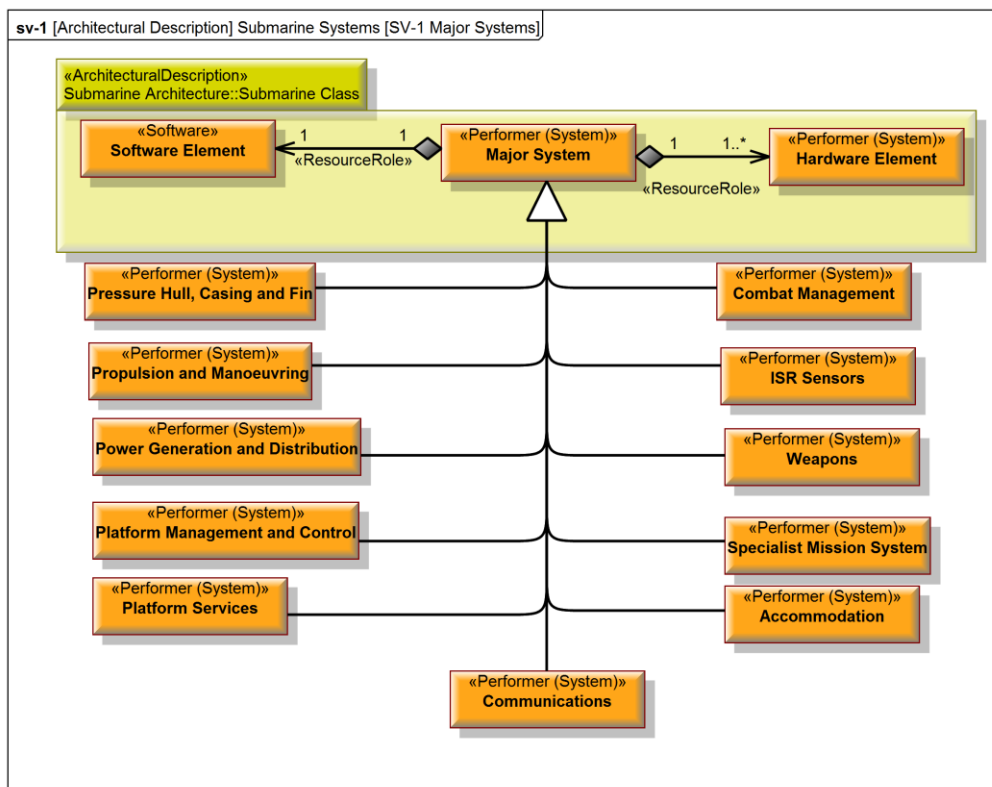 sv-1 [Architectural Description] Submarine Systems [SV-1 Major Systems]
«ArchitecturalDescription»
Submarine Architecture::Submarine Class
«Software»
Software Element
1
1
«ResourceRole»
«Performer (System)»
Major System
1
1..*
«ResourceRole»
«Performer (System)»
Hardware Element
«Performer (System)»
Pressure Hull, Casing and Fin
«Performer (System)»
Combat Management
«Performer (System)»
Propulsion and Manoeuvring
«Performer (System)»
ISR Sensors
«Performer (System)»
Power Generation and Distribution
«Performer (System)»
Weapons
«Performer (System)»
Platform Management and Control
«Performer (System)»
Specialist Mission System
«Performer (System)»
Platform Services
«Performer (System)»
Accommodation
«Performer (System)»
Communications